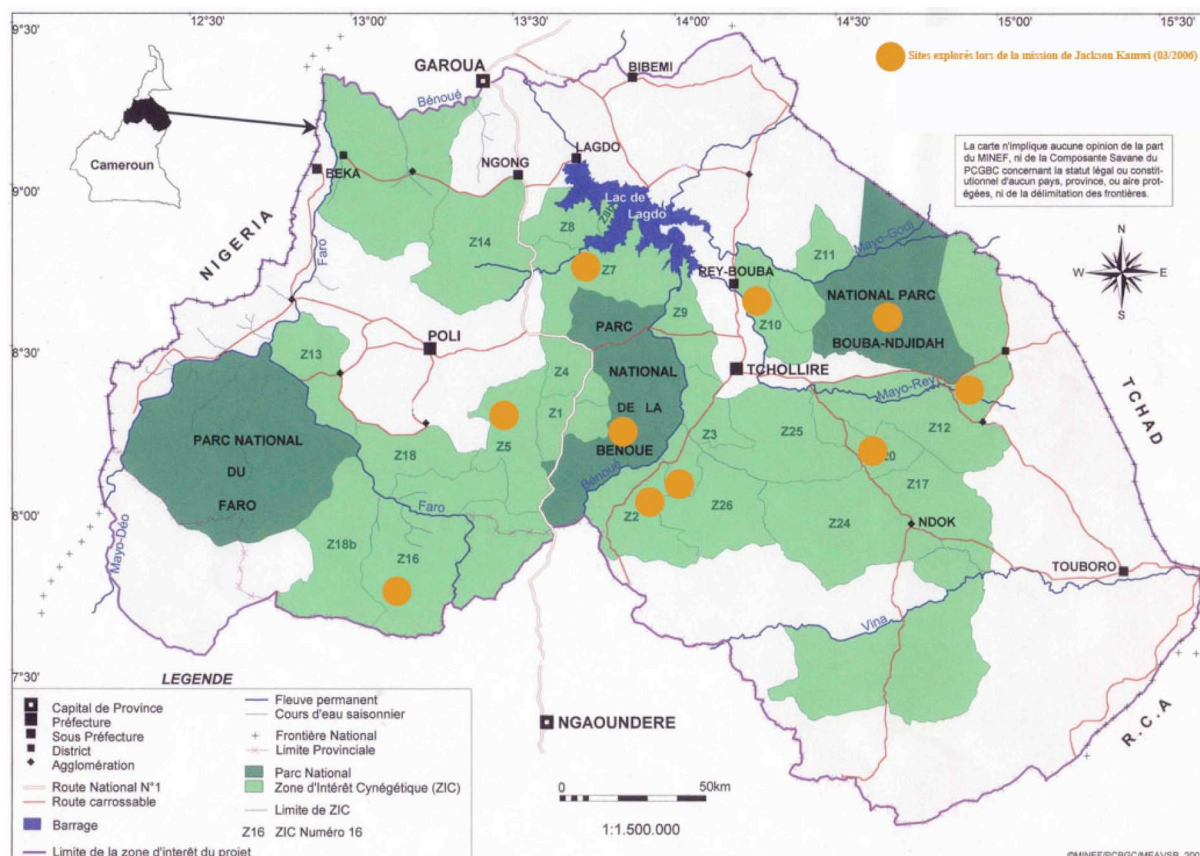 12°30'
13°00'
13°30'
14°00'
14°30'
15°00'
15°30'
9°30'
Sites explorés lors de la mission de Jackson Kamwi (03/2006)
GAROUA
BIBEMI
Bénoué
Cameroun
La carte n'implique aucune opinion de la part
du MINEF, ni de la Composante Savane du
PCGBC concernant la statut légal ou constit-
utionnel d'aucun pays, province, ou aire prot-
égées, ni de la délimitation des frontières.
BEKA
NGONG
LAGDO
9°00'
Lac de
Lagdo
Z8
Z14
Z7
Z11
Mayo-Godi
N
W
E
S
NIGERIA
Faro
REY-BOUBA
Z9
Z10
NATIONAL PARC
BOUBA-NDJIDAH
PARC
NATIONAL
DE LA
BENOUE
POLI
8°30'
Z13
TCHOLLIRE
Mayo-Rey
TCHAD
Z4
Z1
Z5
Z3
Z25
Z12
20
PARC NATIONAL
DU
FARO
Z18
Bénoué
Z17
8°00'
Faro
Z2
Z26
Z24
NDOK
Mayo-Déo
Z18b
Z16
TOUBORO
Vina
7°30'
R.C.A
NGAOUNDERE
LEGENDE
Capital de Province
Préfecture
Sous Préfecture
District
Agglomération
Route National N°1
Route carrossable
Barrage
Limite de la zone d'interêt du projet
Fleuve permanent
Cours d'eau saisonnier
Frontière National
Limite Provinciale
Parc National
Zone d'Intérêt Cynégétique (ZIC)
Limite de ZIC
Z16 ZIC Numéro 16
0 50km
1:1.500.000